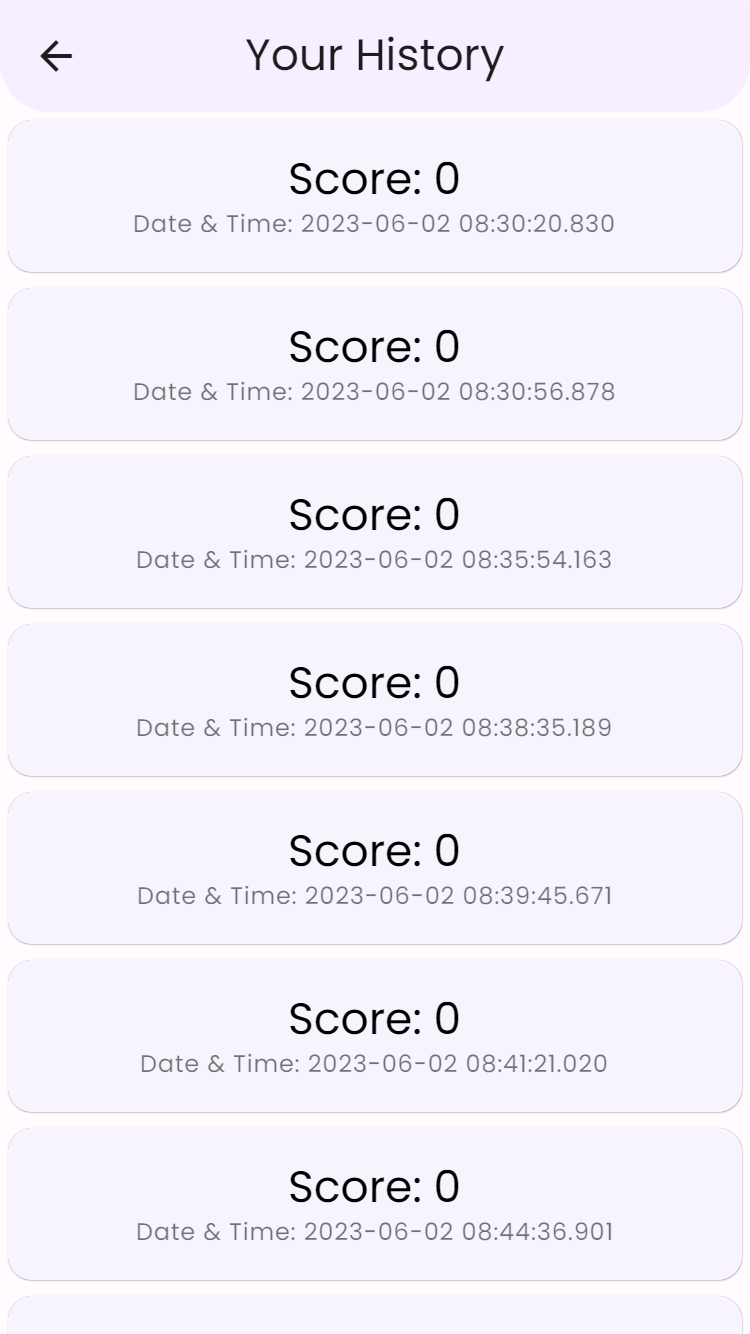 Your History
Score: 0
Date & Time: 2023-06-02 08:30:20.830
Score: 0
Date & Time: 2023-06-02 08:30:56.878
Score: 0
Date & Time: 2023-06-02 08:35:54.163
Score: 0
Date & Time: 2023-06-02 08:38:35.189
Score: 0
Date & Time: 2023-06-02 08:39:45.671
Score: 0
Date & Time: 2023-06-02 08:41:21.020
Score: 0
Date & Time: 2023-06-02 08:44:36.901